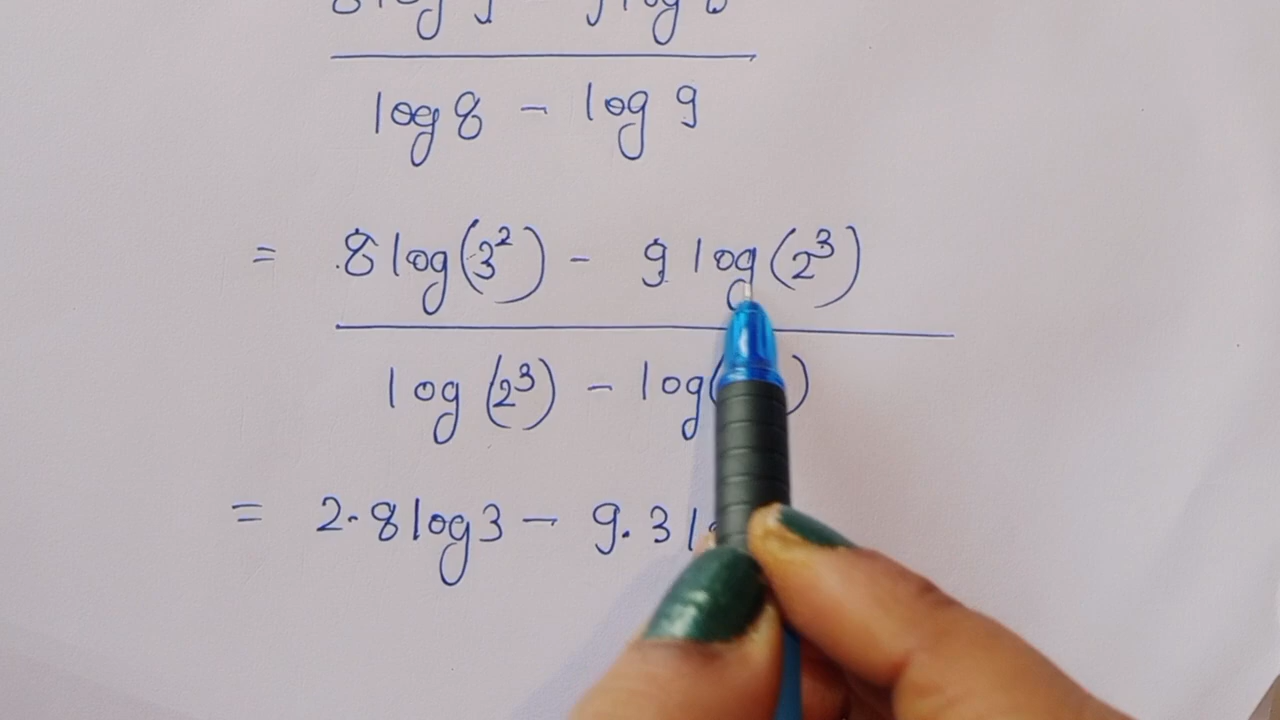 log 8 - log 9
= 8 log(3²) - 9 log(2³)
log (2³) - log( )
= 2.8 log 3 - 9.3 l